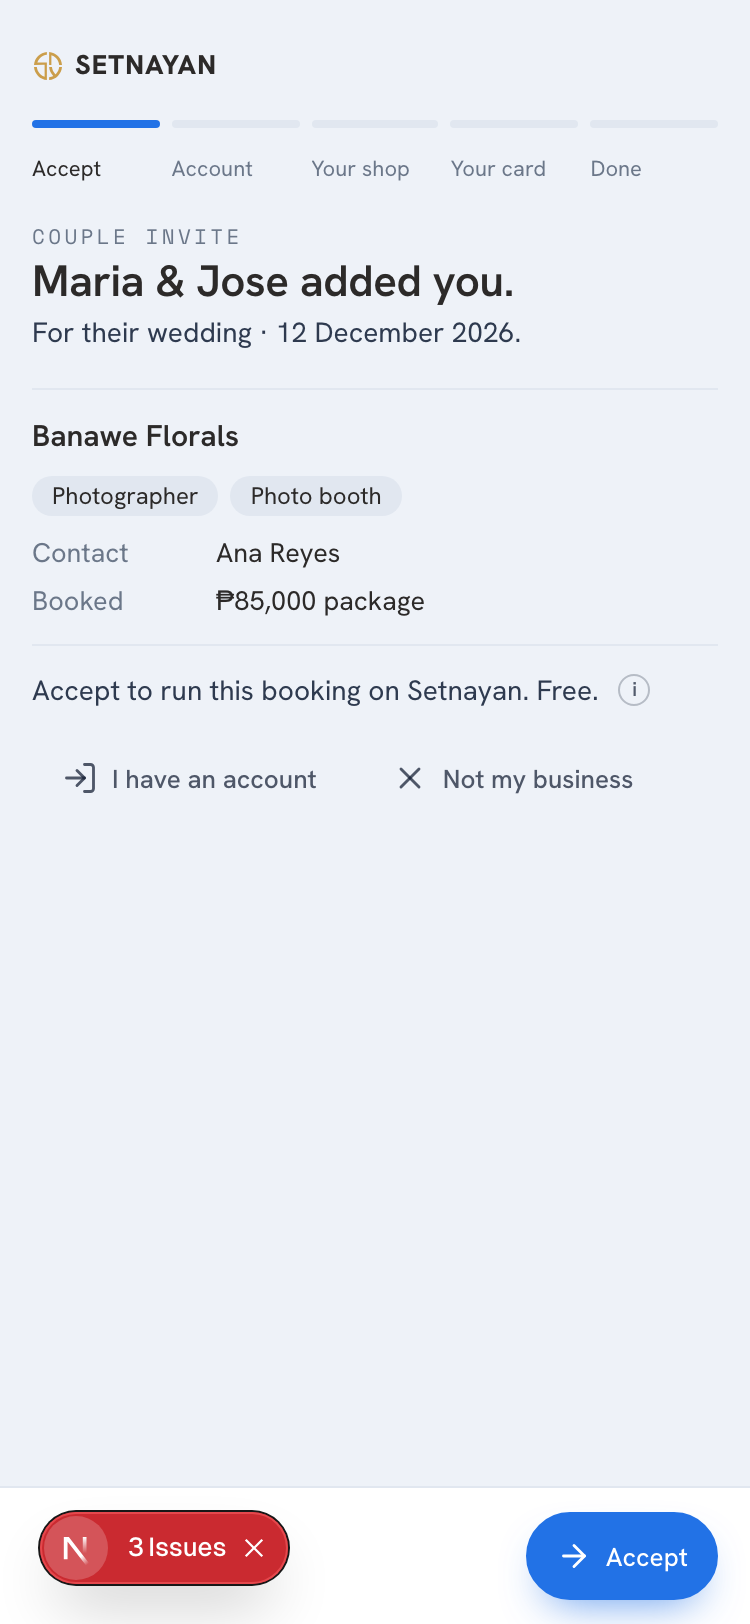 SETNAYAN
Accept Account Your shop Your card Done
COUPLE INVITE
Maria & Jose added you.
For their wedding · 12 December 2026.
Banawe Florals
Photographer Photo booth
Contact Ana Reyes
Booked ₱85,000 package
Accept to run this booking on Setnayan. Free. i
I have an account Not my business
N 3 Issues Accept